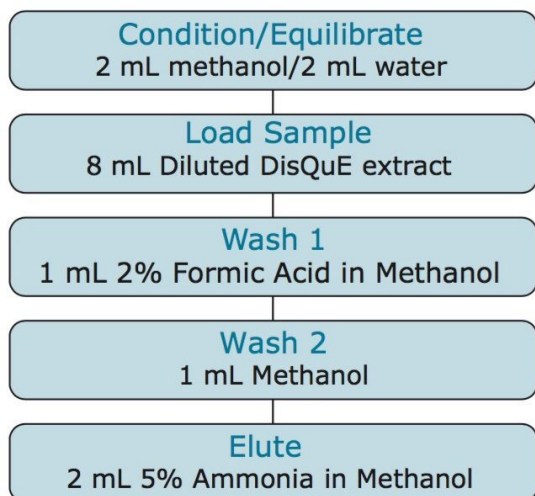 Condition/Equilibrate
2 mL methanol/2 mL water
Load Sample
8 mL Diluted DisQuE extract
Wash 1
1 mL 2% Formic Acid in Methanol
Wash 2
1 mL Methanol
Elute
2 mL 5% Ammonia in Methanol